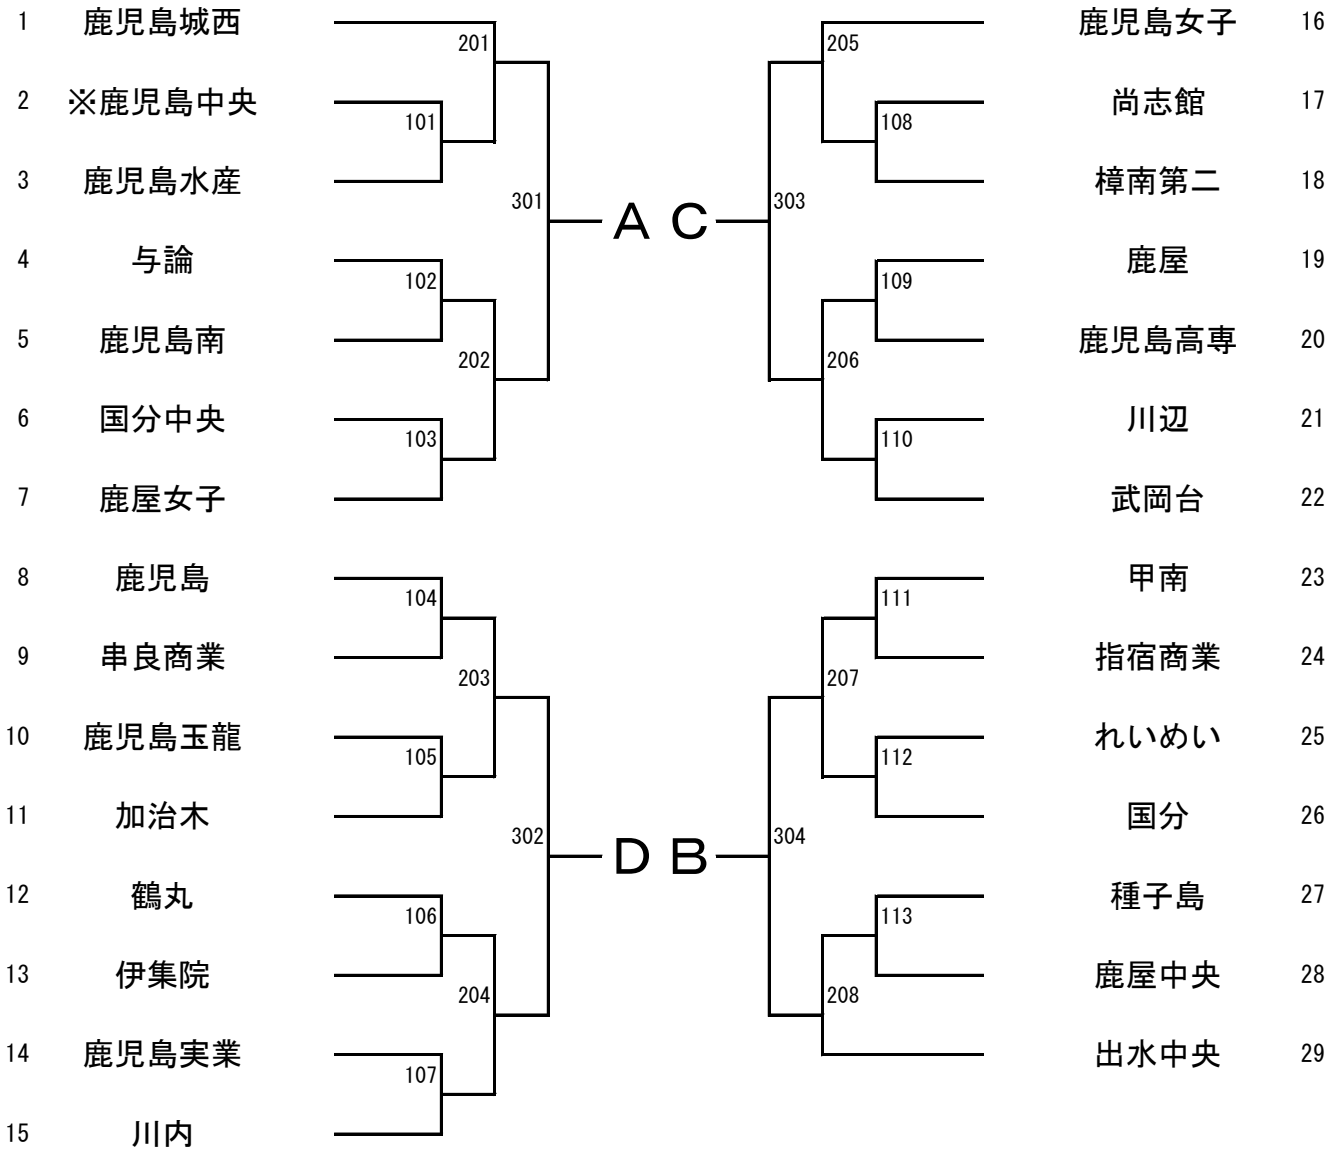 1 鹿児島城西 201 205 鹿児島女子 16
2 ※鹿児島中央 101 108 尚志館 17
3 鹿児島水産 樟南第二 18
301 A C 303
4 与論 102 109 鹿屋 19
5 鹿児島南 202 206 鹿児島高専 20
6 国分中央 103 110 川辺 21
7 鹿屋女子 武岡台 22
8 鹿児島 104 111 甲南 23
9 串良商業 203 207 指宿商業 24
10 鹿児島玉龍 105 112 れいめい 25
11 加治木 国分 26
302 D B 304
12 鶴丸 106 113 種子島 27
13 伊集院 204 208 鹿屋中央 28
14 鹿児島実業 107 出水中央 29
15 川内